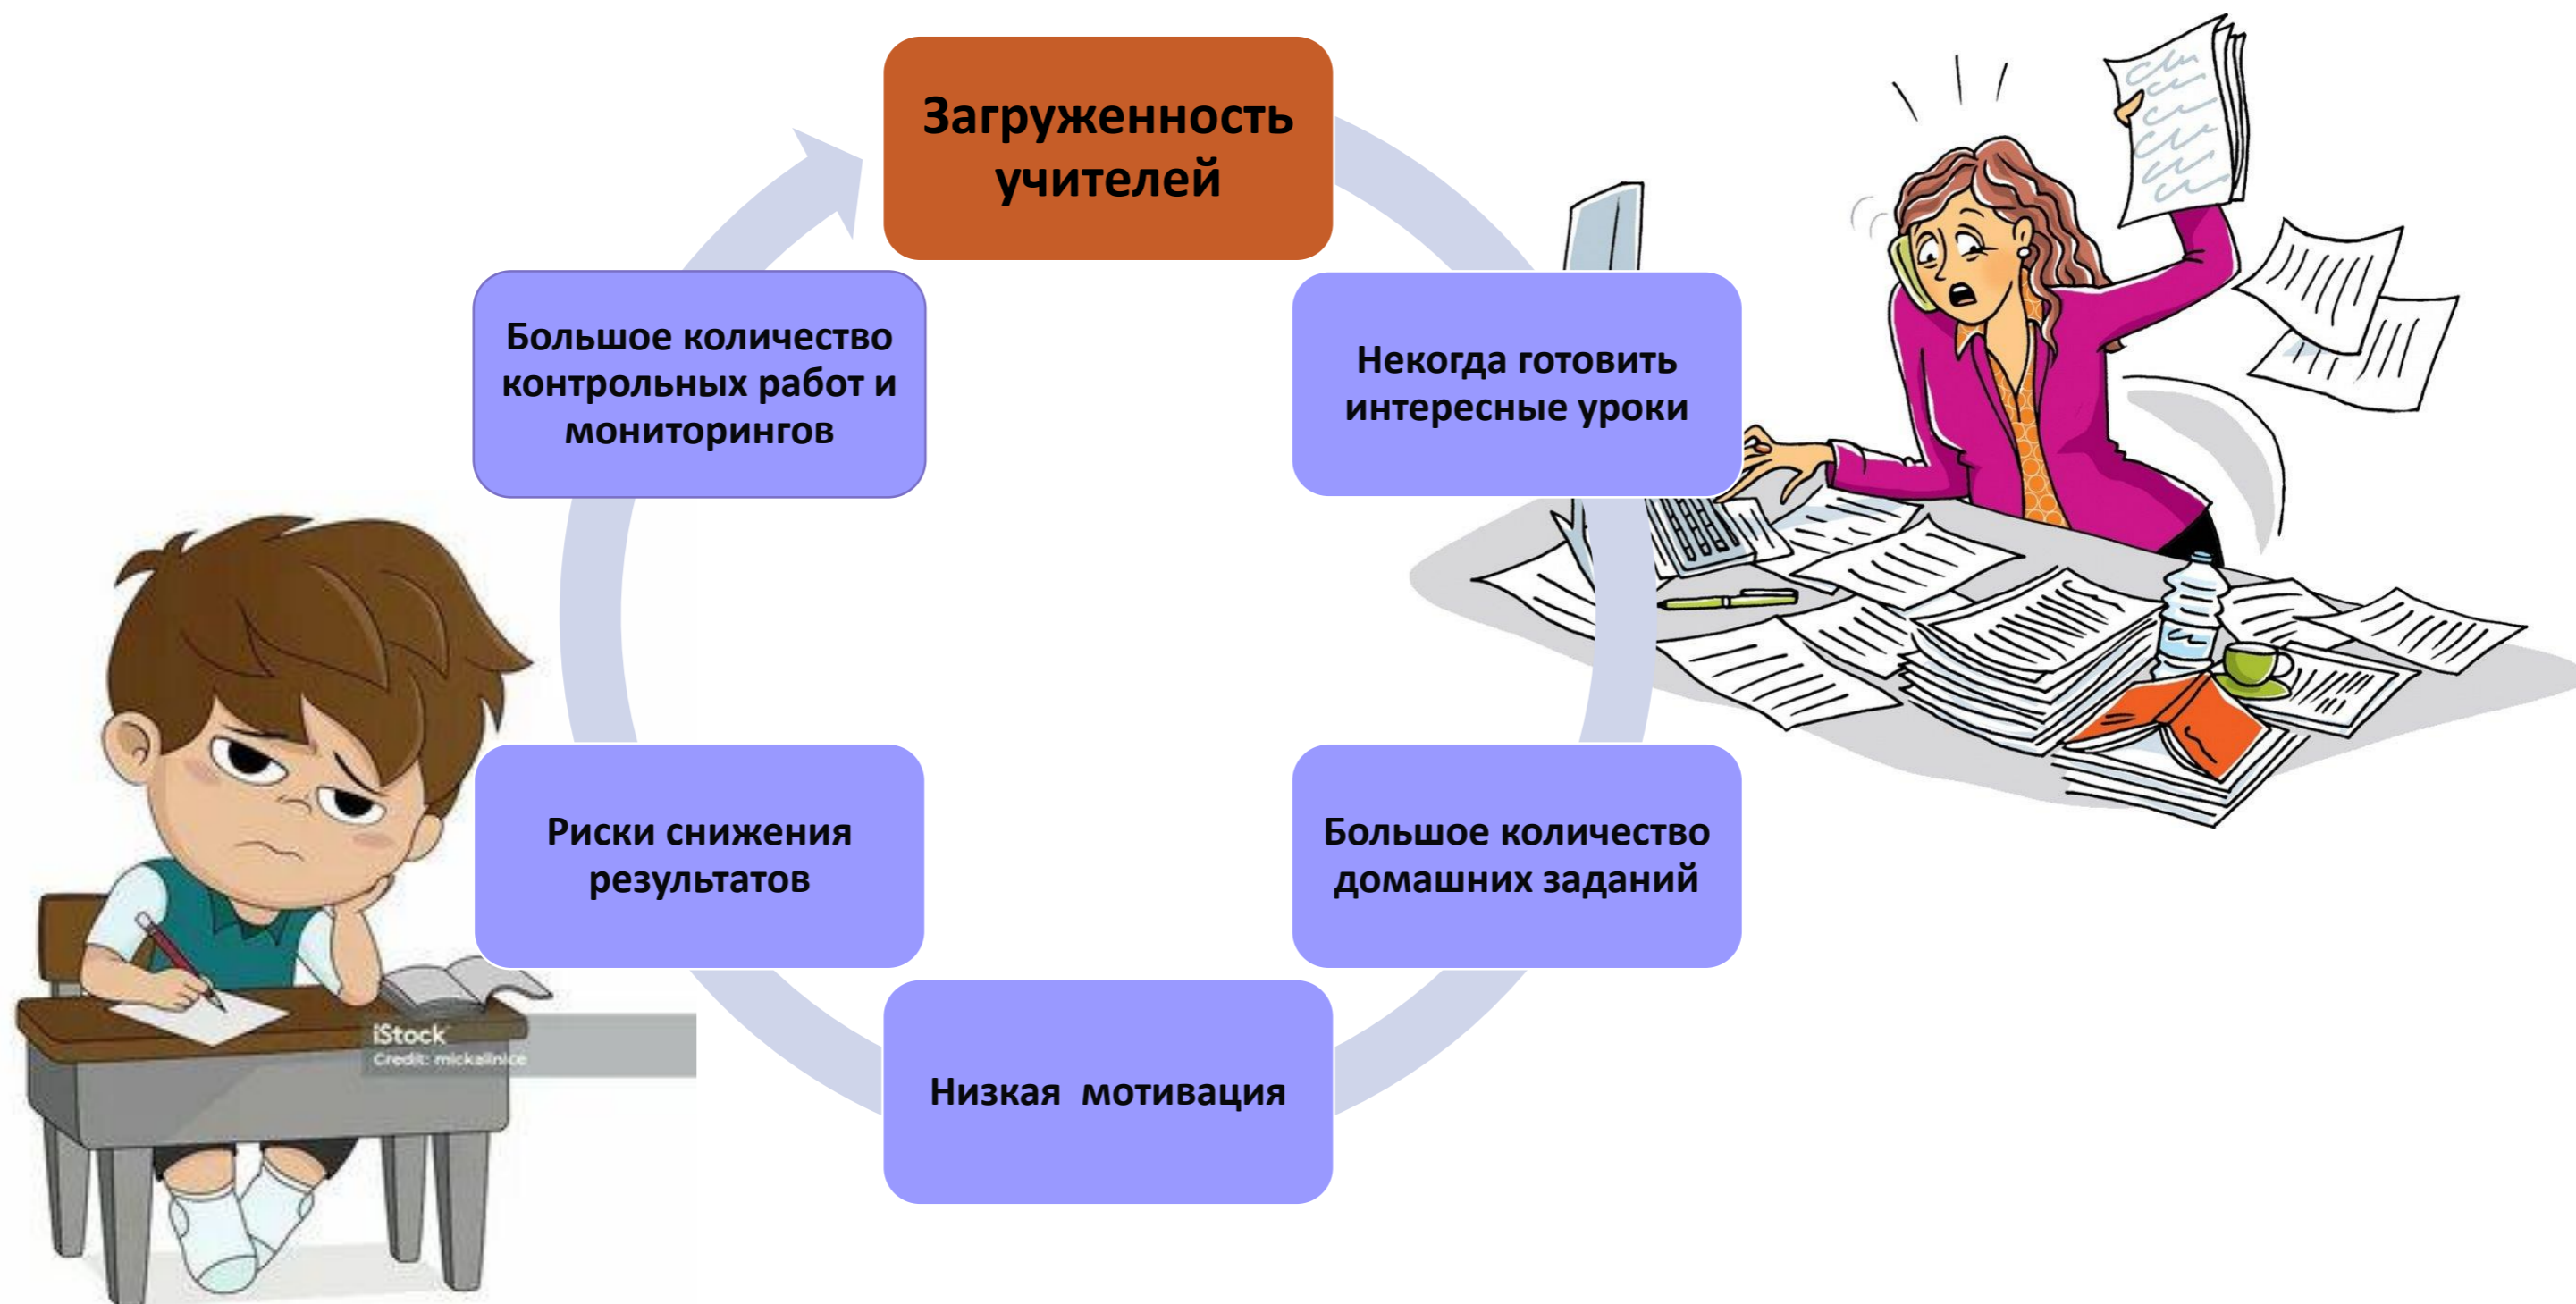 Загруженность
учителей
Некогда готовить
интересные уроки
Большое количество
домашних заданий
Низкая мотивация
Риски снижения
результатов
Большое количество
контрольных работ и
мониторингов
iStock
Credit: mickallnice